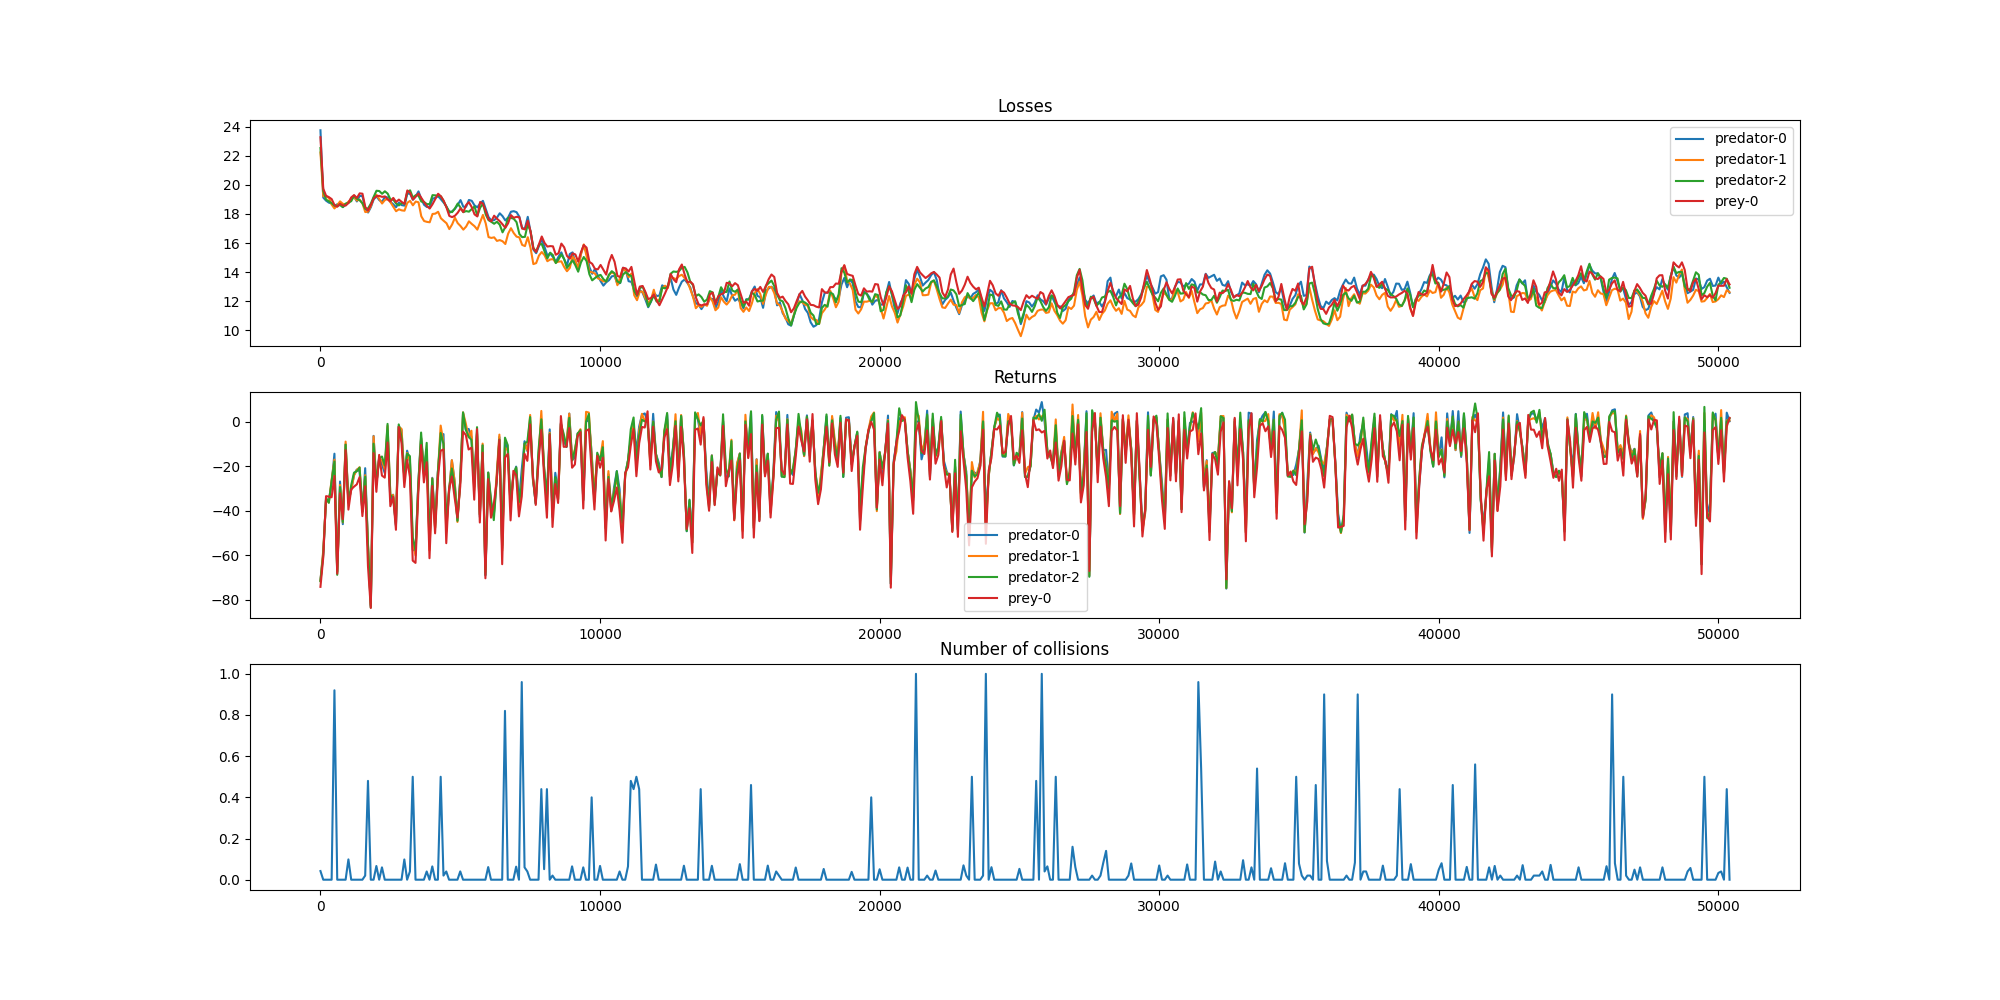 Losses
24
22
20
18
16
14
12
10
predator-0
predator-1
predator-2
prey-0
0 10000 20000 30000 40000 50000
Returns
0
−20
−40
−60
−80
predator-0
predator-1
predator-2
prey-0
0 10000 20000 30000 40000 50000
Number of collisions
1.0
0.8
0.6
0.4
0.2
0.0
0 10000 20000 30000 40000 50000